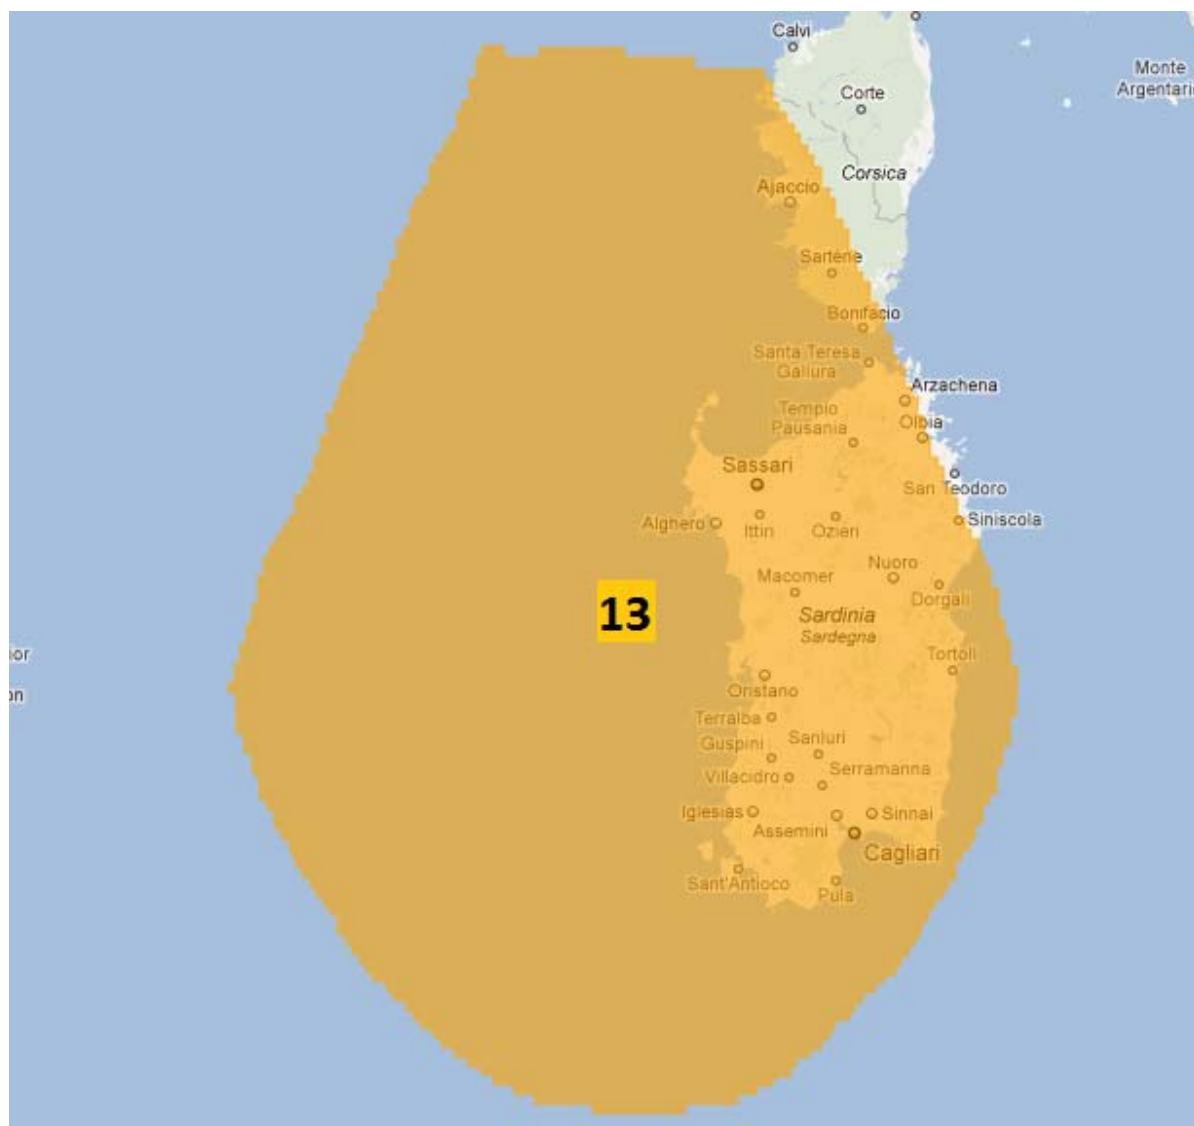 Calvi
Monte
Argentario
Corte
Corsica
Ajaccio
Sartène
Bonifacio
Santa Teresa
Gallura
Arzachena
Tempio
Pausania
Olbia
Sassari
San Teodoro
Alghero
Ittiri
Ozieri
Siniscola
Macomer
Nuoro
Dorgali
13
Sardinia
Sardegna
Tortolì
Oristano
Terralba
Guspini
Sanluri
Villacidro
Serramanna
Iglesias
Assemini
Sinnai
Cagliari
Sant'Antioco
Pula